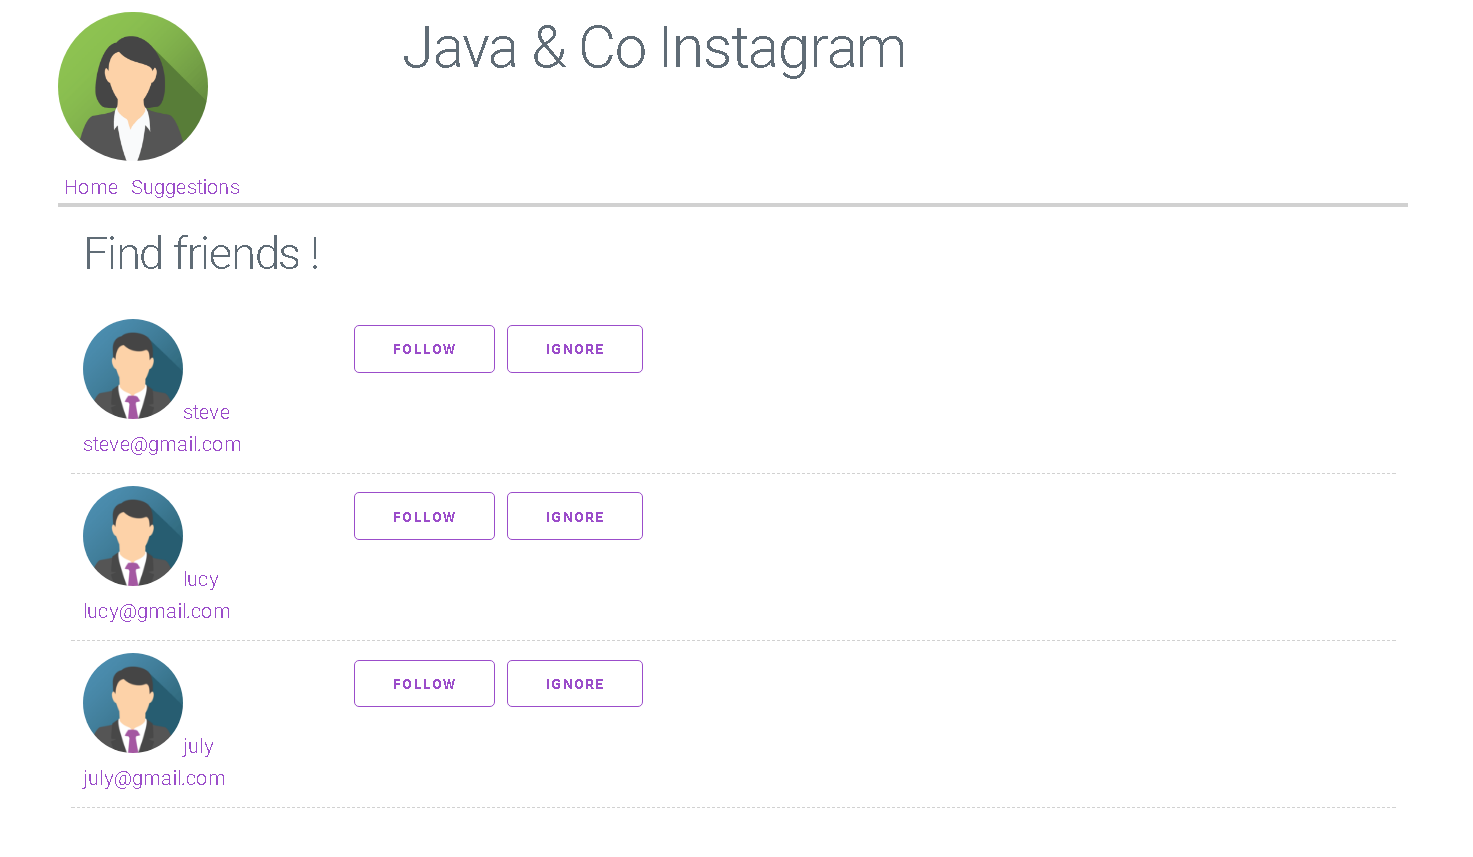 Java & Co Instagram
Home Suggestions
Find friends !
FOLLOW IGNORE
steve
steve@gmail.com
FOLLOW IGNORE
lucy
lucy@gmail.com
FOLLOW IGNORE
july
july@gmail.com